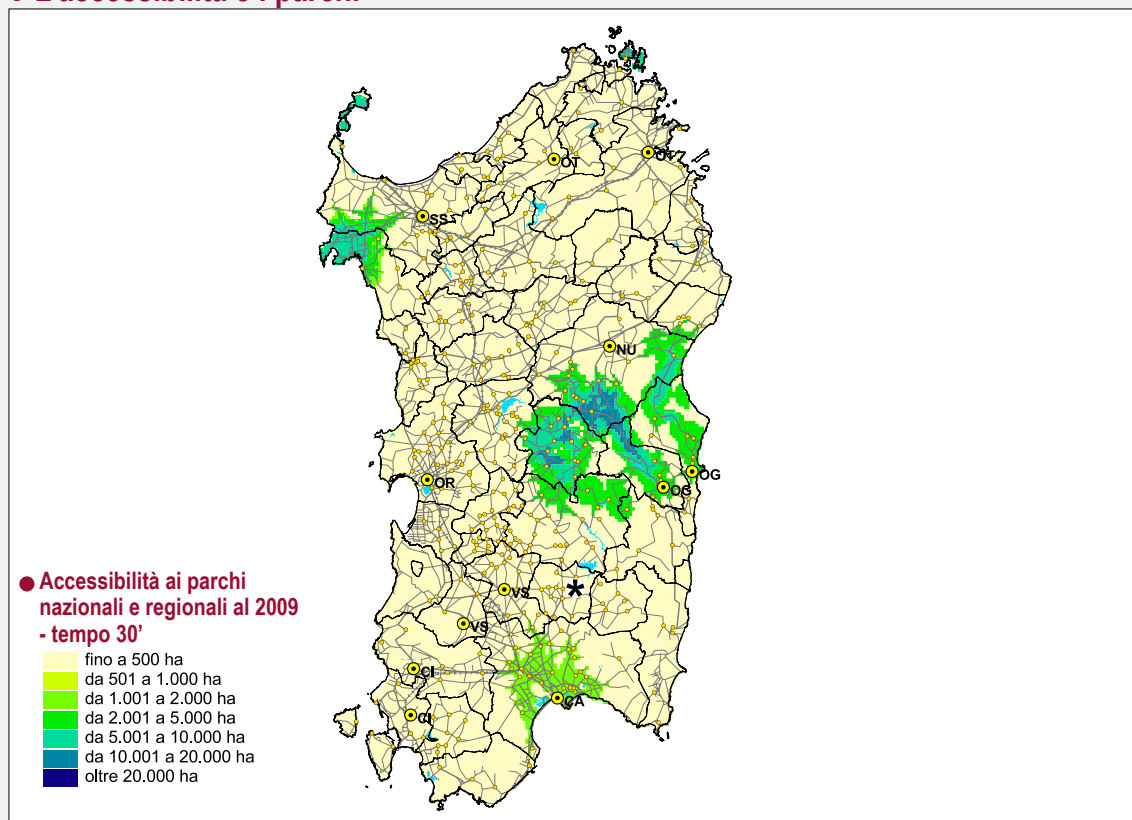 OT
OT
SS
NU
OG
OG
OR
*
VS
VS
CI
CA
CI
Accessibilità ai parchi
nazionali e regionali al 2009
- tempo 30'
fino a 500 ha
da 501 a 1.000 ha
da 1.001 a 2.000 ha
da 2.001 a 5.000 ha
da 5.001 a 10.000 ha
da 10.001 a 20.000 ha
oltre 20.000 ha